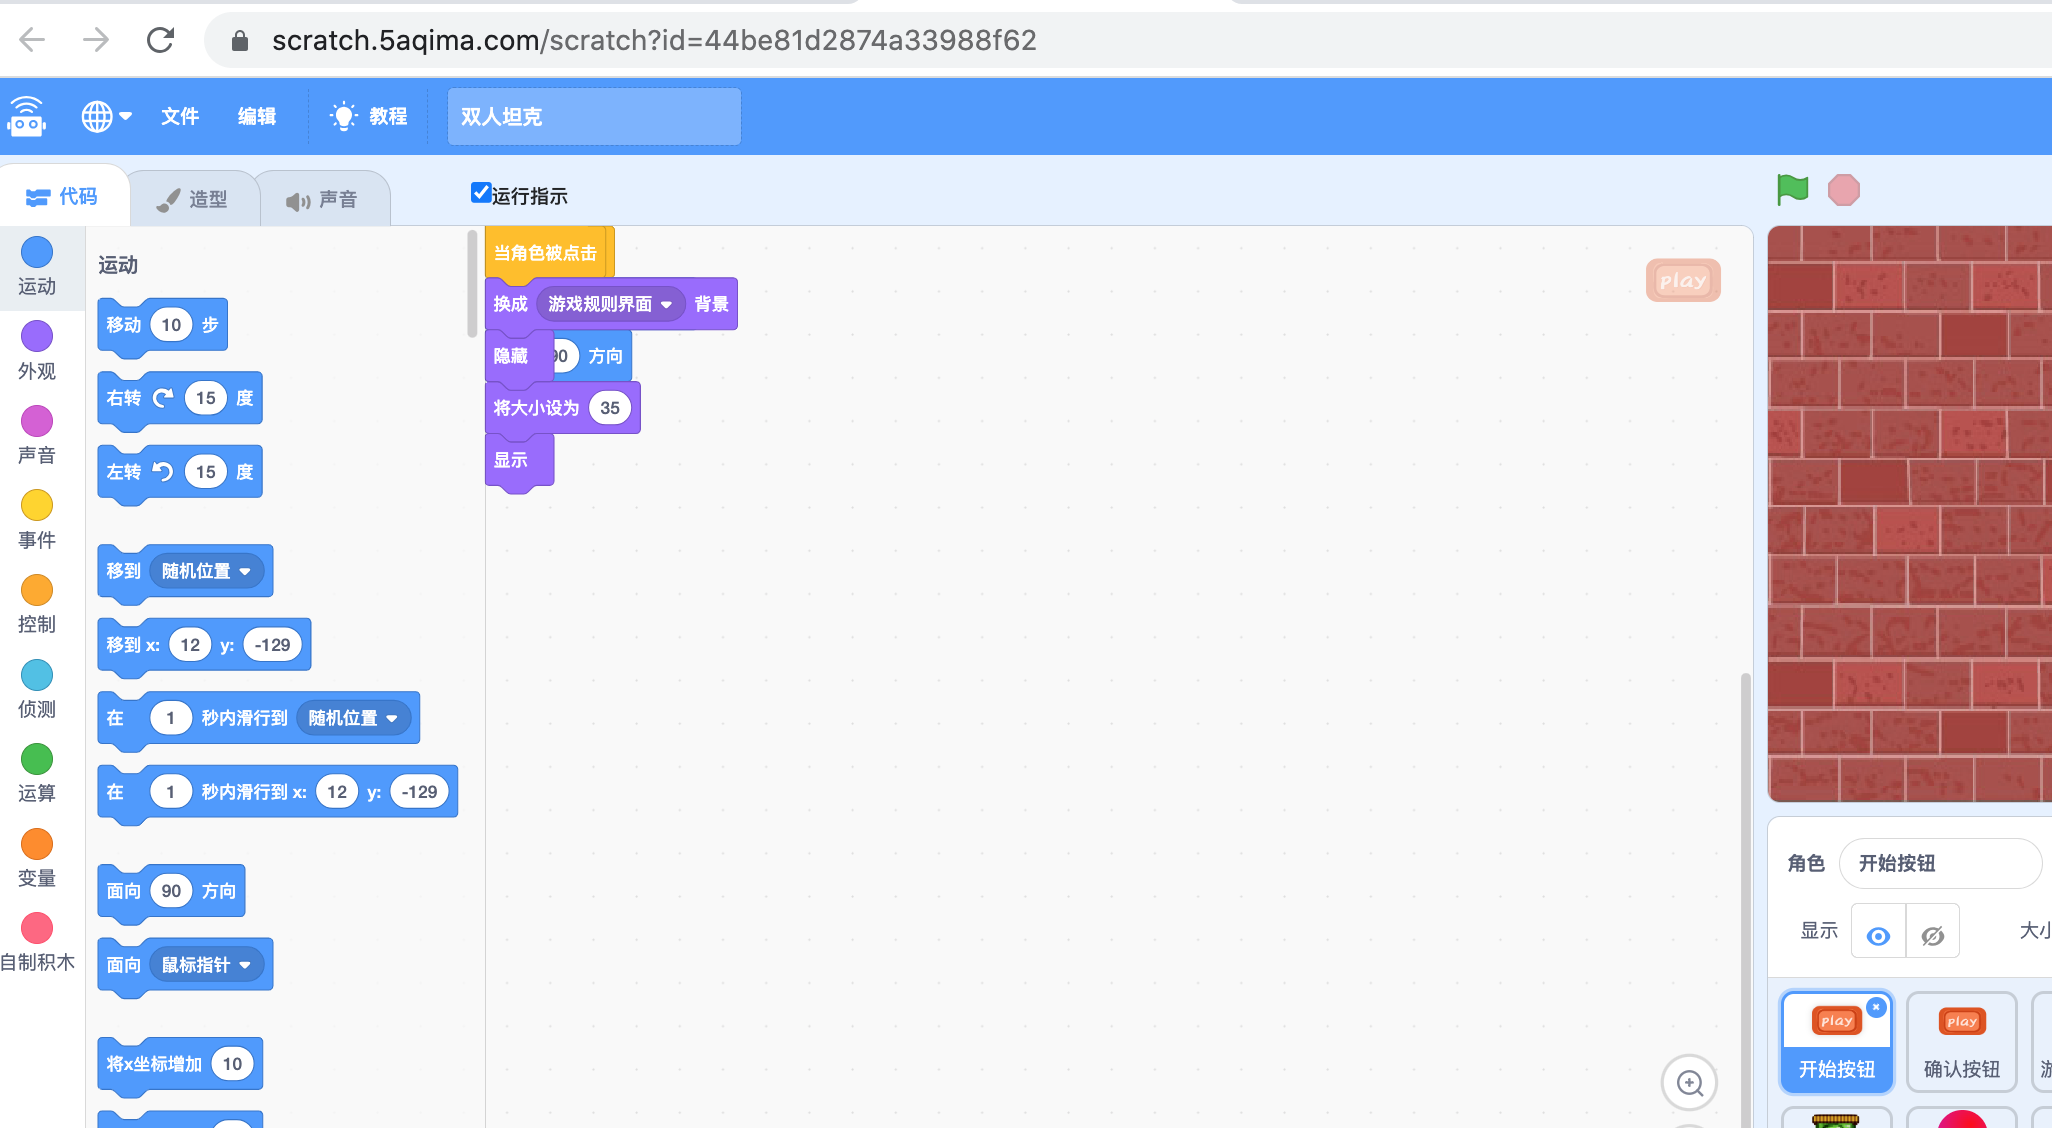 scratch.5aqima.com/scratch?id=44be81d2874a33988f62
文件 编辑 教程 双人坦克
代码 造型 声音 运行指示
运动
外观
声音
事件
控制
侦测
运算
变量
自制积木
运动
移动 10 步
右转 15 度
左转 15 度
移到 随机位置
移到 x: 12 y: -129
在 1 秒内滑行到 随机位置
在 1 秒内滑行到 x: 12 y: -129
面向 90 方向
面向 鼠标指针
将x坐标增加 10
当角色被点击
换成 游戏规则界面 背景
隐藏 90 方向
将大小设为 35
显示
play
角色 开始按钮
显示 大小
play
开始按钮
play
确认按钮
游